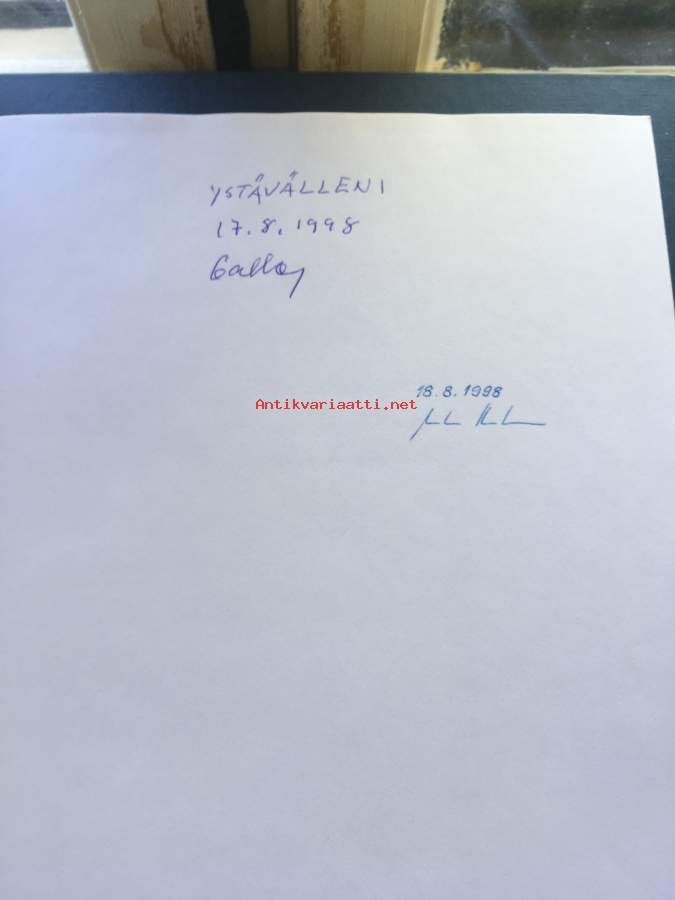 YSTÄVÄLLENI
17.8.1998
Antikvariaatti.net
18.8.1998